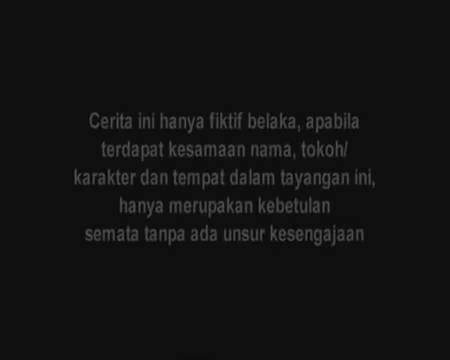 Cerita ini hanya fiktif belaka, apabila
terdapat kesamaan nama, tokoh/
karakter dan tempat dalam tayangan ini,
hanya merupakan kebetulan
semata tanpa ada unsur kesengajaan